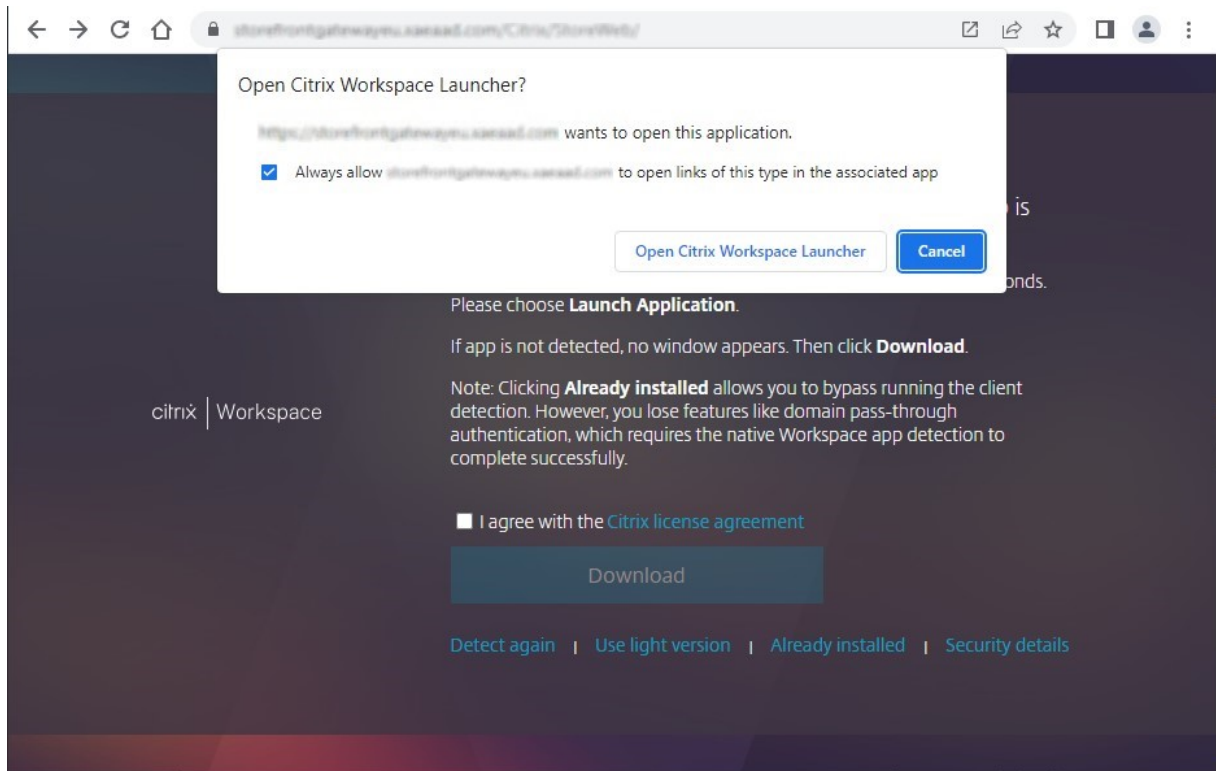 Open Citrix Workspace Launcher?
wants to open this application.
Always allow to open links of this type in the associated app
Open Citrix Workspace Launcher Cancel
is
onds.
Please choose Launch Application.
If app is not detected, no window appears. Then click Download.
Note: Clicking Already installed allows you to bypass running the client
detection. However, you lose features like domain pass-through
authentication, which requires the native Workspace app detection to
complete successfully.
citrix | Workspace
I agree with the Citrix license agreement
Download
Detect again | Use light version | Already installed | Security details